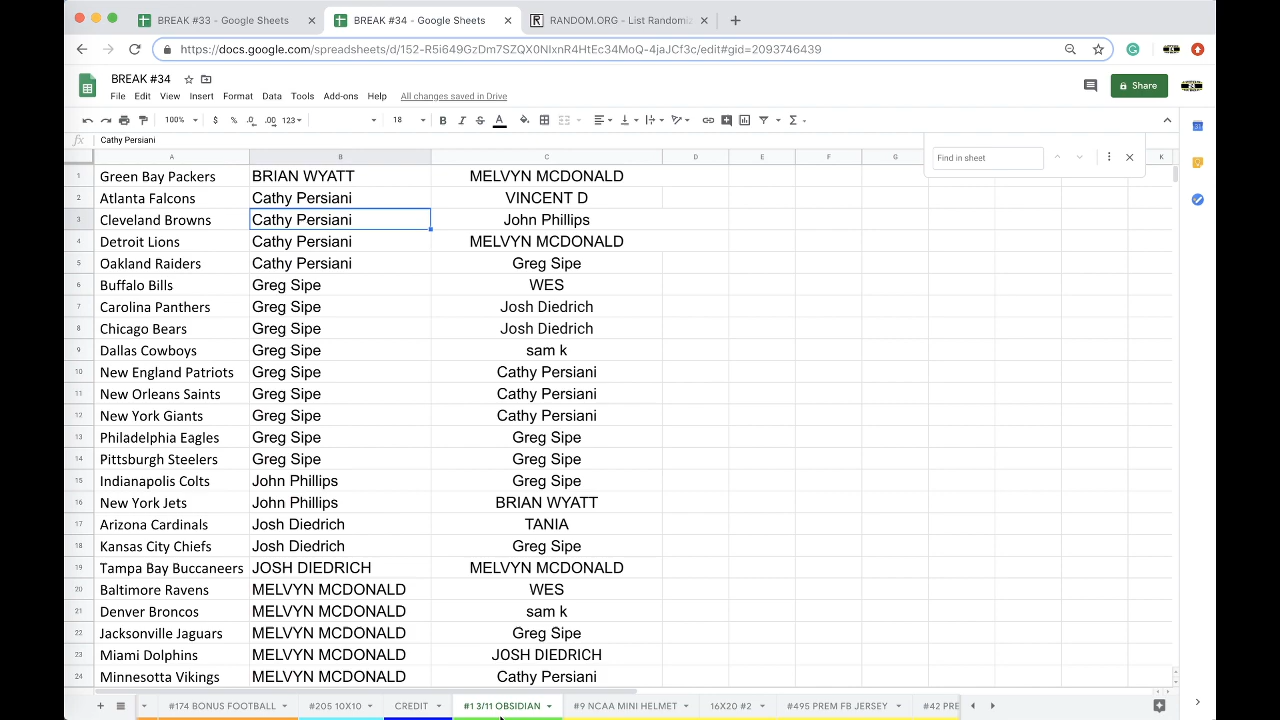 BREAK #33 - Google Sheets × BREAK #34 - Google Sheets × RANDOM.ORG - List Randomiz × +
https://docs.google.com/spreadsheets/d/152-R5i649GzDm7SZQX0NIxnR4HtEc34MoQ-4jaJCf3c/edit#gid=2093746439
BREAK #34
File Edit View Insert Format Data Tools Add-ons Help All changes saved in Drive
Share
100% $ % .0 .00 123 18 B I S A
fx Cathy Persiani
Find in sheet
A B C D E F G K
1 Green Bay Packers BRIAN WYATT MELVYN MCDONALD
2 Atlanta Falcons Cathy Persiani VINCENT D
3 Cleveland Browns Cathy Persiani John Phillips
4 Detroit Lions Cathy Persiani MELVYN MCDONALD
5 Oakland Raiders Cathy Persiani Greg Sipe
6 Buffalo Bills Greg Sipe WES
7 Carolina Panthers Greg Sipe Josh Diedrich
8 Chicago Bears Greg Sipe Josh Diedrich
9 Dallas Cowboys Greg Sipe sam k
10 New England Patriots Greg Sipe Cathy Persiani
11 New Orleans Saints Greg Sipe Cathy Persiani
12 New York Giants Greg Sipe Cathy Persiani
13 Philadelphia Eagles Greg Sipe Greg Sipe
14 Pittsburgh Steelers Greg Sipe Greg Sipe
15 Indianapolis Colts John Phillips Greg Sipe
16 New York Jets John Phillips BRIAN WYATT
17 Arizona Cardinals Josh Diedrich TANIA
18 Kansas City Chiefs Josh Diedrich Greg Sipe
19 Tampa Bay Buccaneers JOSH DIEDRICH MELVYN MCDONALD
20 Baltimore Ravens MELVYN MCDONALD WES
21 Denver Broncos MELVYN MCDONALD sam k
22 Jacksonville Jaguars MELVYN MCDONALD Greg Sipe
23 Miami Dolphins MELVYN MCDONALD JOSH DIEDRICH
24 Minnesotta Vikings MELVYN MCDONALD Cathy Persiani
#174 BONUS FOOTBALL #205 10X10 CREDIT #1 3/11 OBSIDIAN #9 NCAA MINI HELMET 16X20 #2 #495 PREM FB JERSEY #42 PRE